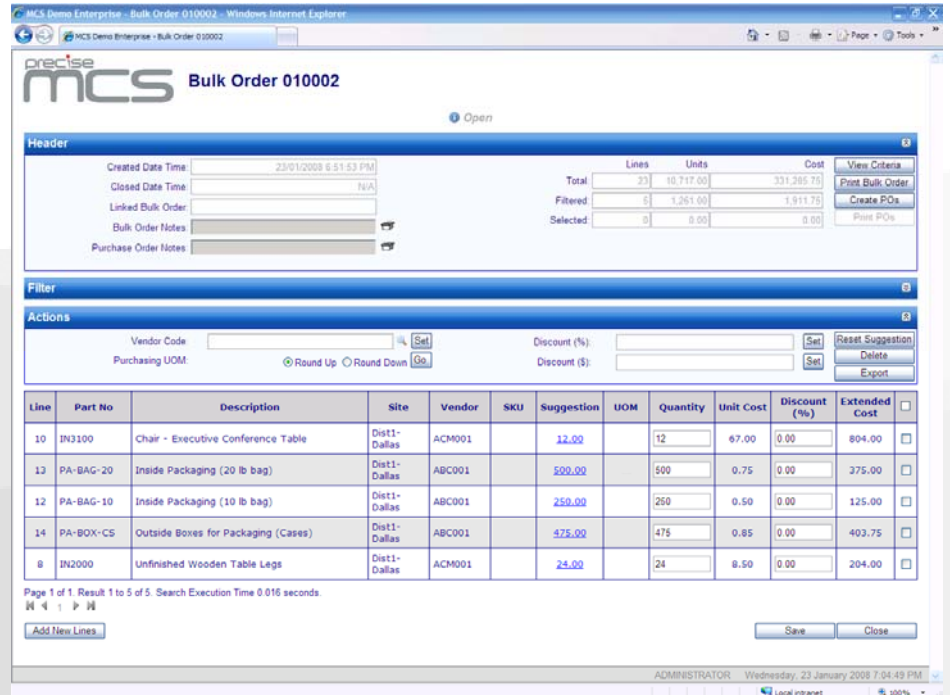 MCS Demo Enterprise - Bulk Order 010002 - Windows Internet Explorer
MCS Demo Enterprise - Bulk Order 010002
Page Tools
precise
mcs
Bulk Order 010002
Open
Header
Created Date Time: 23/01/2008 6:51:53 PM
Closed Date Time: N/A
Linked Bulk Order:
Bulk Order Notes:
Purchase Order Notes:
Lines Units Cost
Total: 23 10,717.00 331,285.75
Filtered: 5 1,261.00 1,911.75
Selected: 0 0.00 0.00
View Criteria
Print Bulk Order
Create POs
Print POs
Filter
Actions
Vendor Code: Set
Purchasing UOM: Round Up Round Down Go
Discount (%): Set
Discount ($): Set
Reset Suggestion
Delete
Export
Line Part No Description Site Vendor SKU Suggestion UOM Quantity Unit Cost Discount (%) Extended Cost
10 IN3100 Chair - Executive Conference Table Dist1-Dallas ACM001 12.00 12 67.00 0.00 804.00
13 PA-BAG-20 Inside Packaging (20 lb bag) Dist1-Dallas ABC001 500.00 500 0.75 0.00 375.00
12 PA-BAG-10 Inside Packaging (10 lb bag) Dist1-Dallas ABC001 250.00 250 0.50 0.00 125.00
14 PA-BOX-CS Outside Boxes for Packaging (Cases) Dist1-Dallas ABC001 475.00 475 0.85 0.00 403.75
8 IN2000 Unfinished Wooden Table Legs Dist1-Dallas ACM001 24.00 24 8.50 0.00 204.00
Page 1 of 1. Result 1 to 5 of 5. Search Execution Time 0.016 seconds.
1
Add New Lines
Save
Close
ADMINISTRATOR Wednesday, 23 January 2008 7:04:49 PM
Local intranet 100%